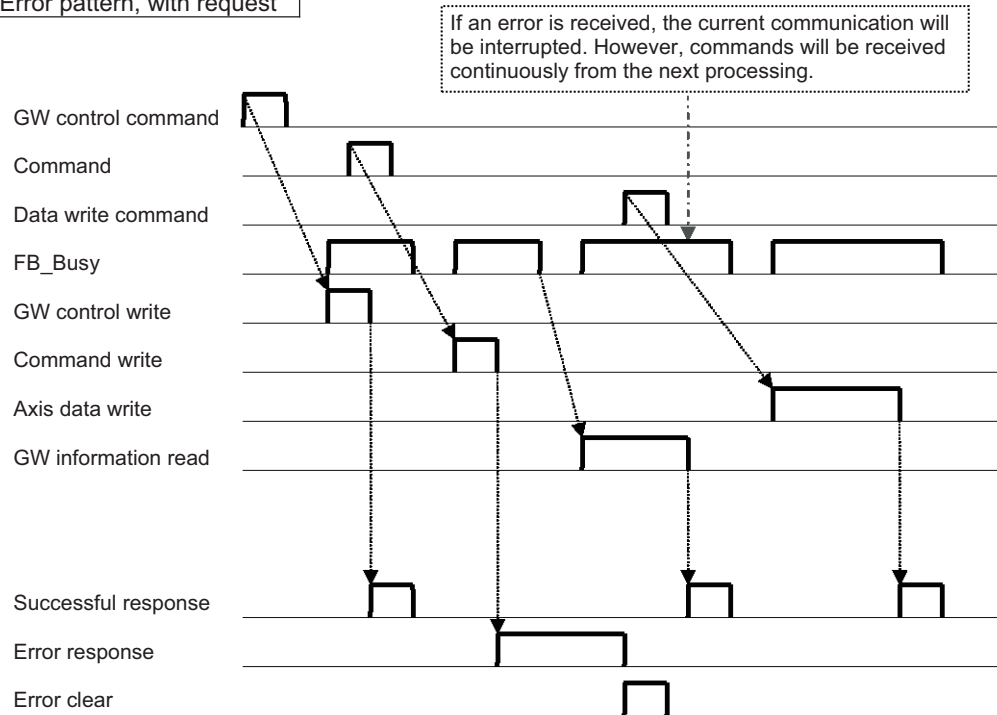 Error pattern, with request
If an error is received, the current communication will
be interrupted. However, commands will be received
continuously from the next processing.
GW control command
Command
Data write command
FB_Busy
GW control write
Command write
Axis data write
GW information read
Successful response
Error response
Error clear